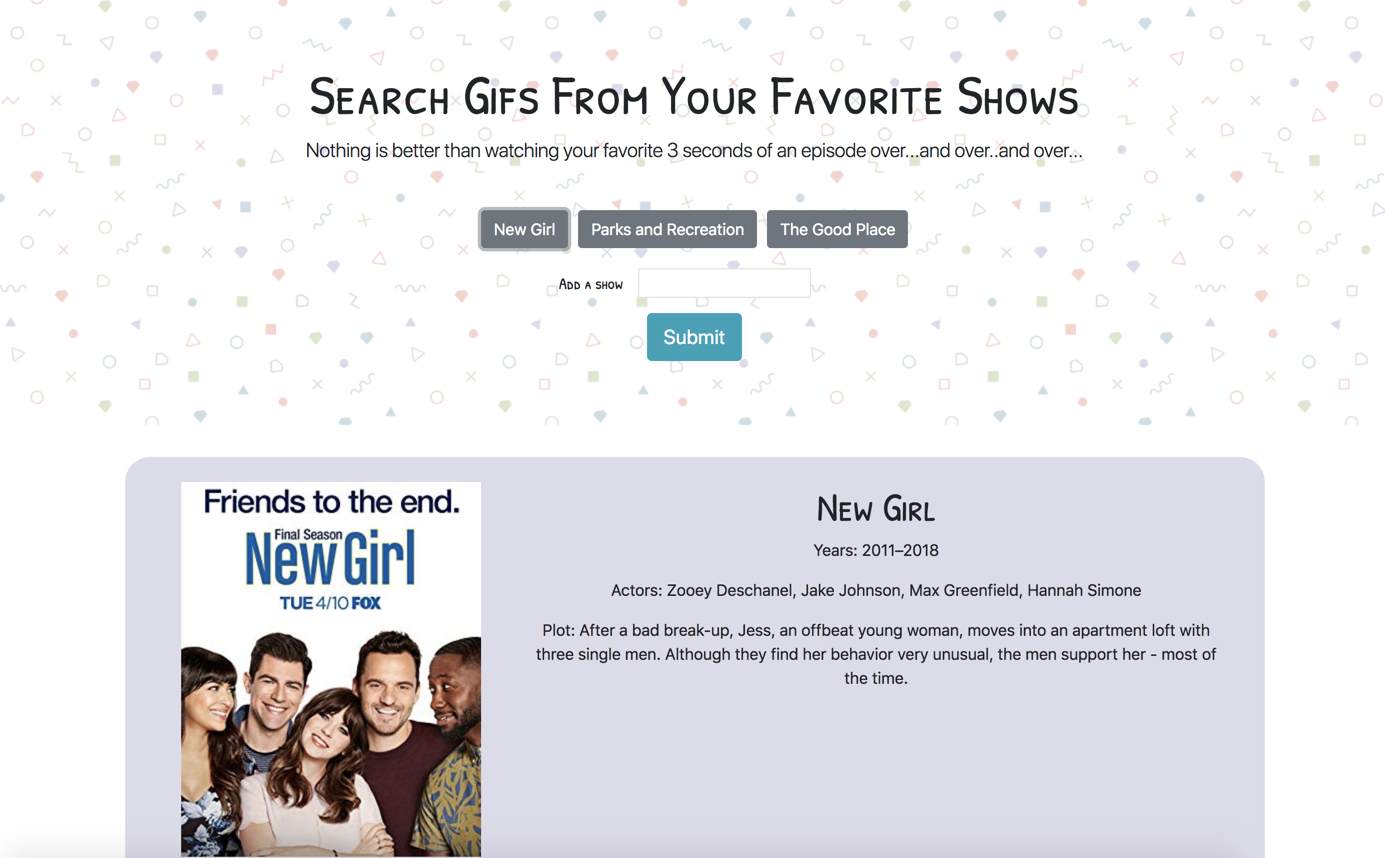 Search Gifs From Your Favorite Shows
Nothing is better than watching your favorite 3 seconds of an episode over...and over..and over...
New Girl Parks and Recreation The Good Place
Add a show
Submit
Friends to the end.
Final Season
New Girl
TUE 4/10 FOX
New Girl
Years: 2011–2018
Actors: Zooey Deschanel, Jake Johnson, Max Greenfield, Hannah Simone
Plot: After a bad break-up, Jess, an offbeat young woman, moves into an apartment loft with
three single men. Although they find her behavior very unusual, the men support her - most of
the time.